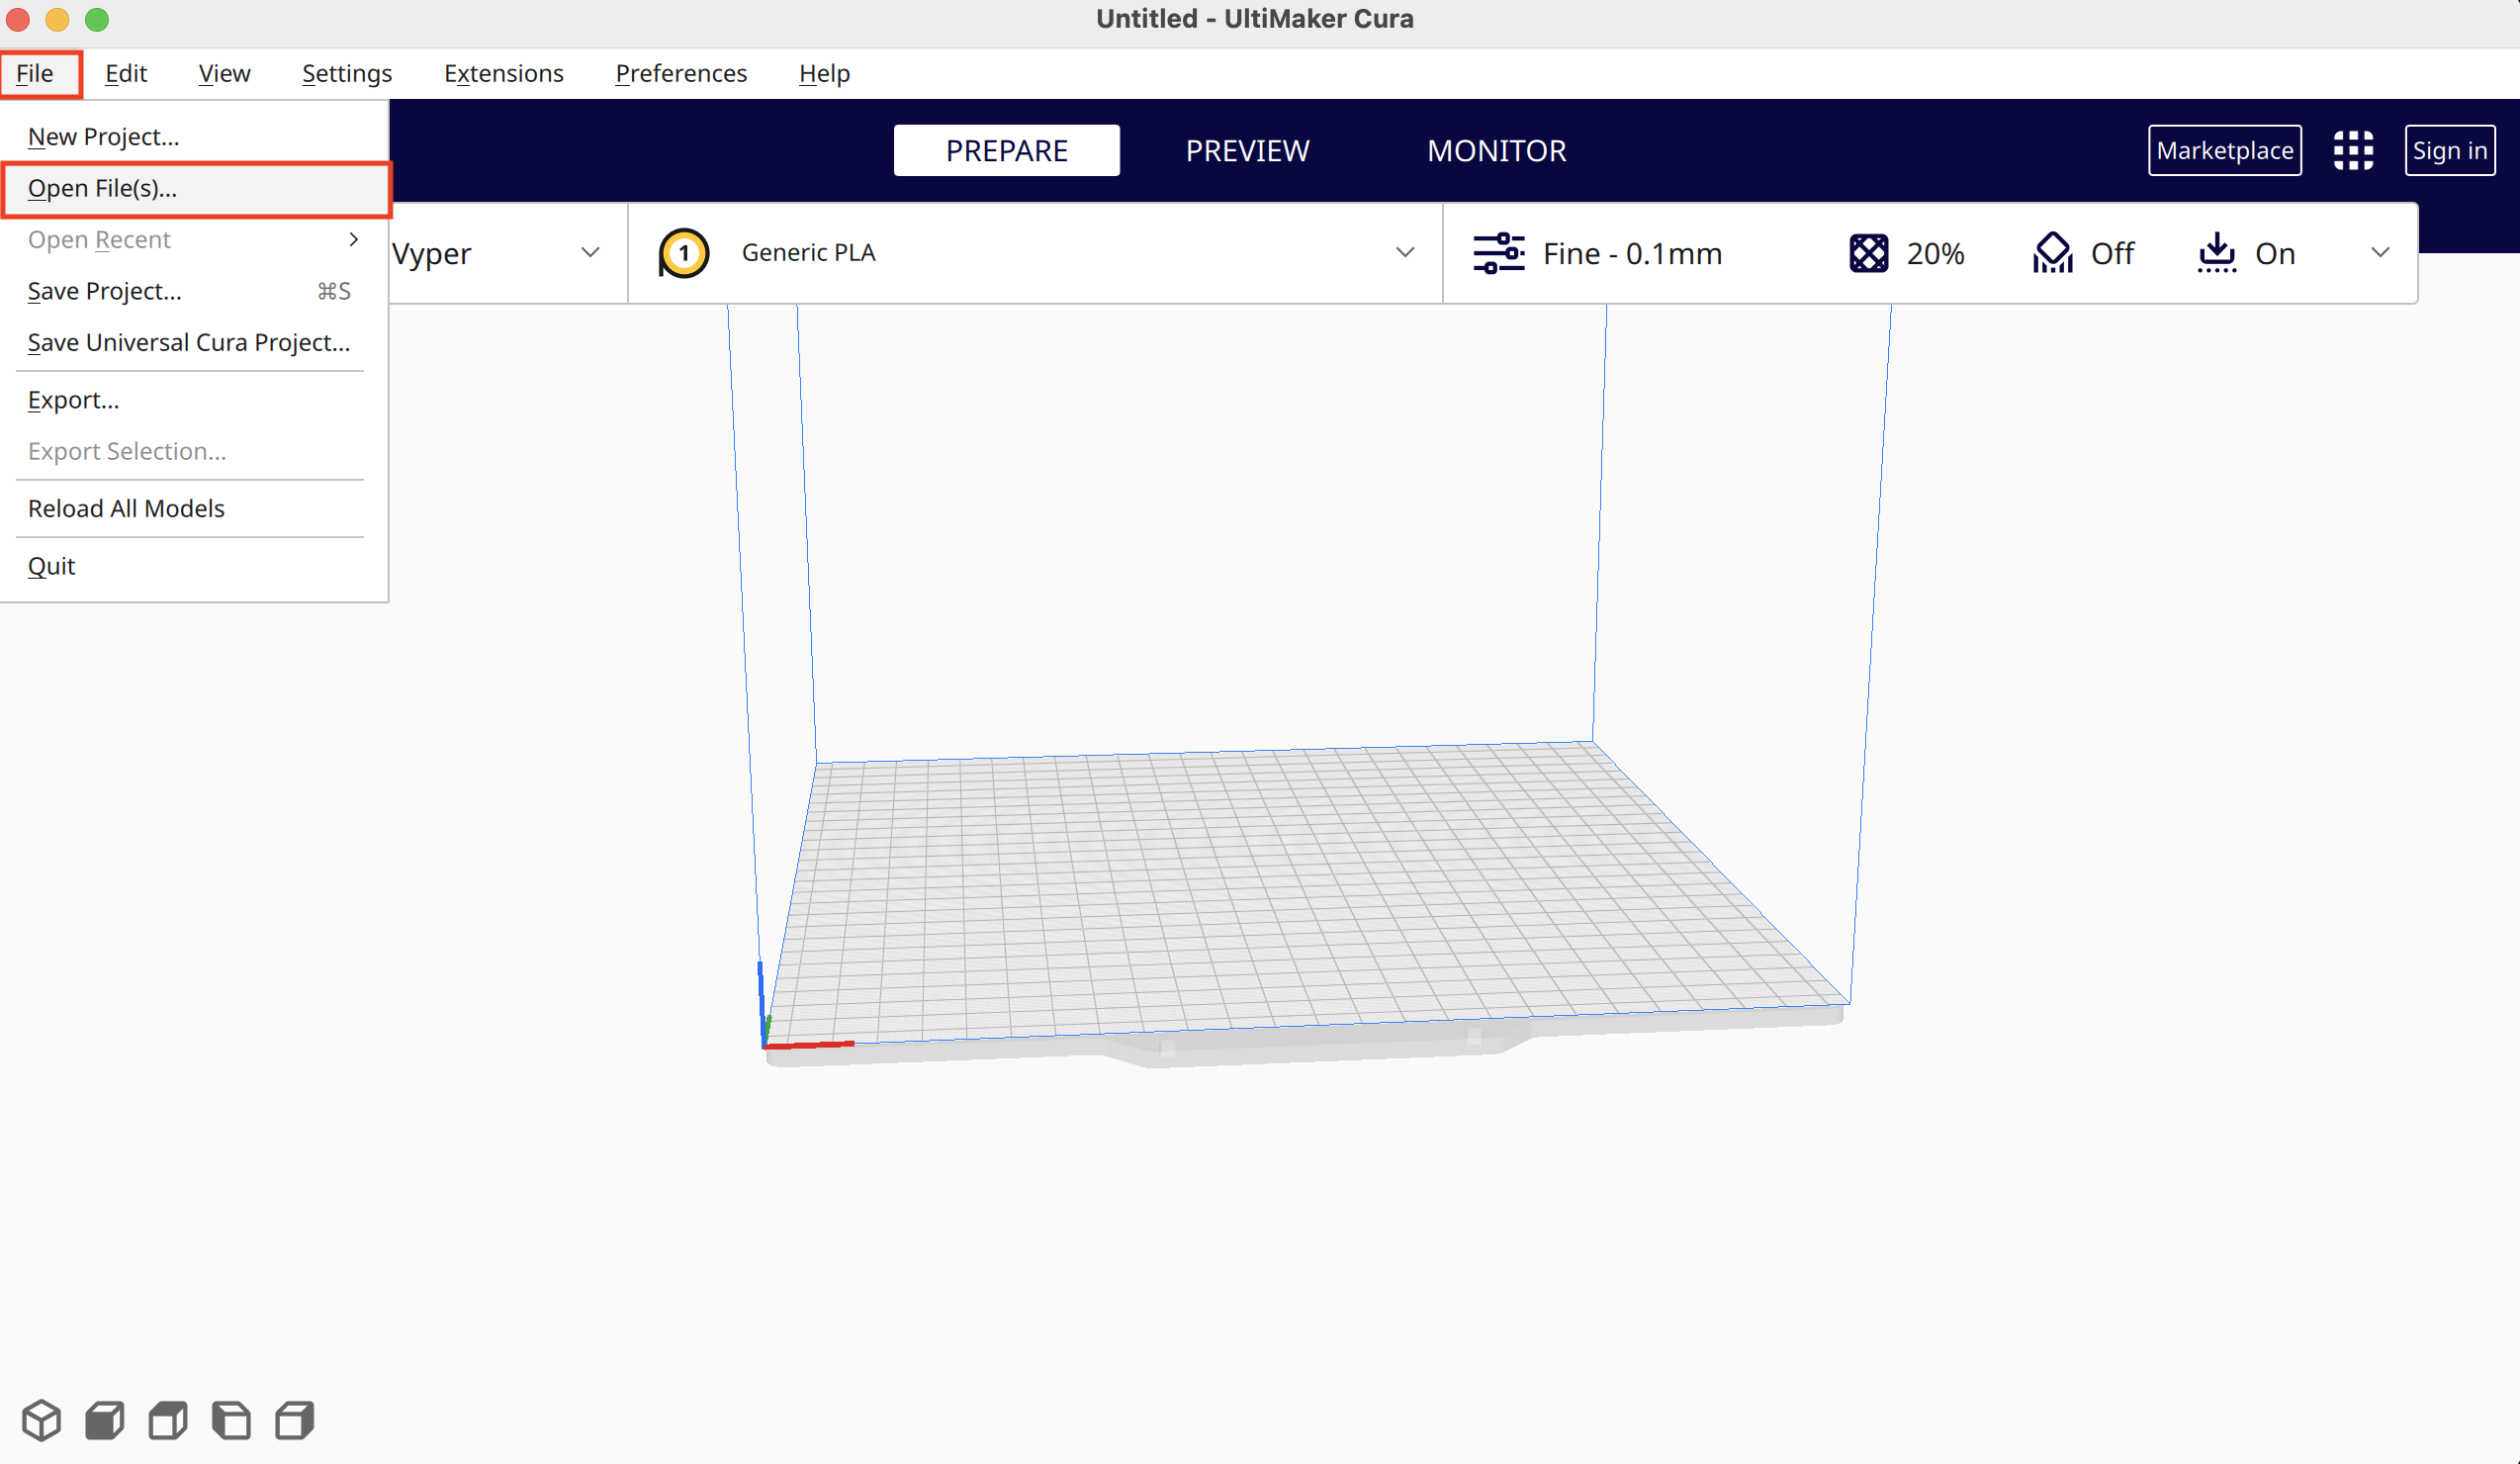 Untitled - UltiMaker Cura
File Edit View Settings Extensions Preferences Help
New Project...
Open File(s)...
Open Recent
Save Project... ⌘S
Save Universal Cura Project...
Export...
Export Selection...
Reload All Models
Quit
PREPARE PREVIEW MONITOR
Marketplace Sign in
Vyper 1 Generic PLA Fine - 0.1mm 20% Off On